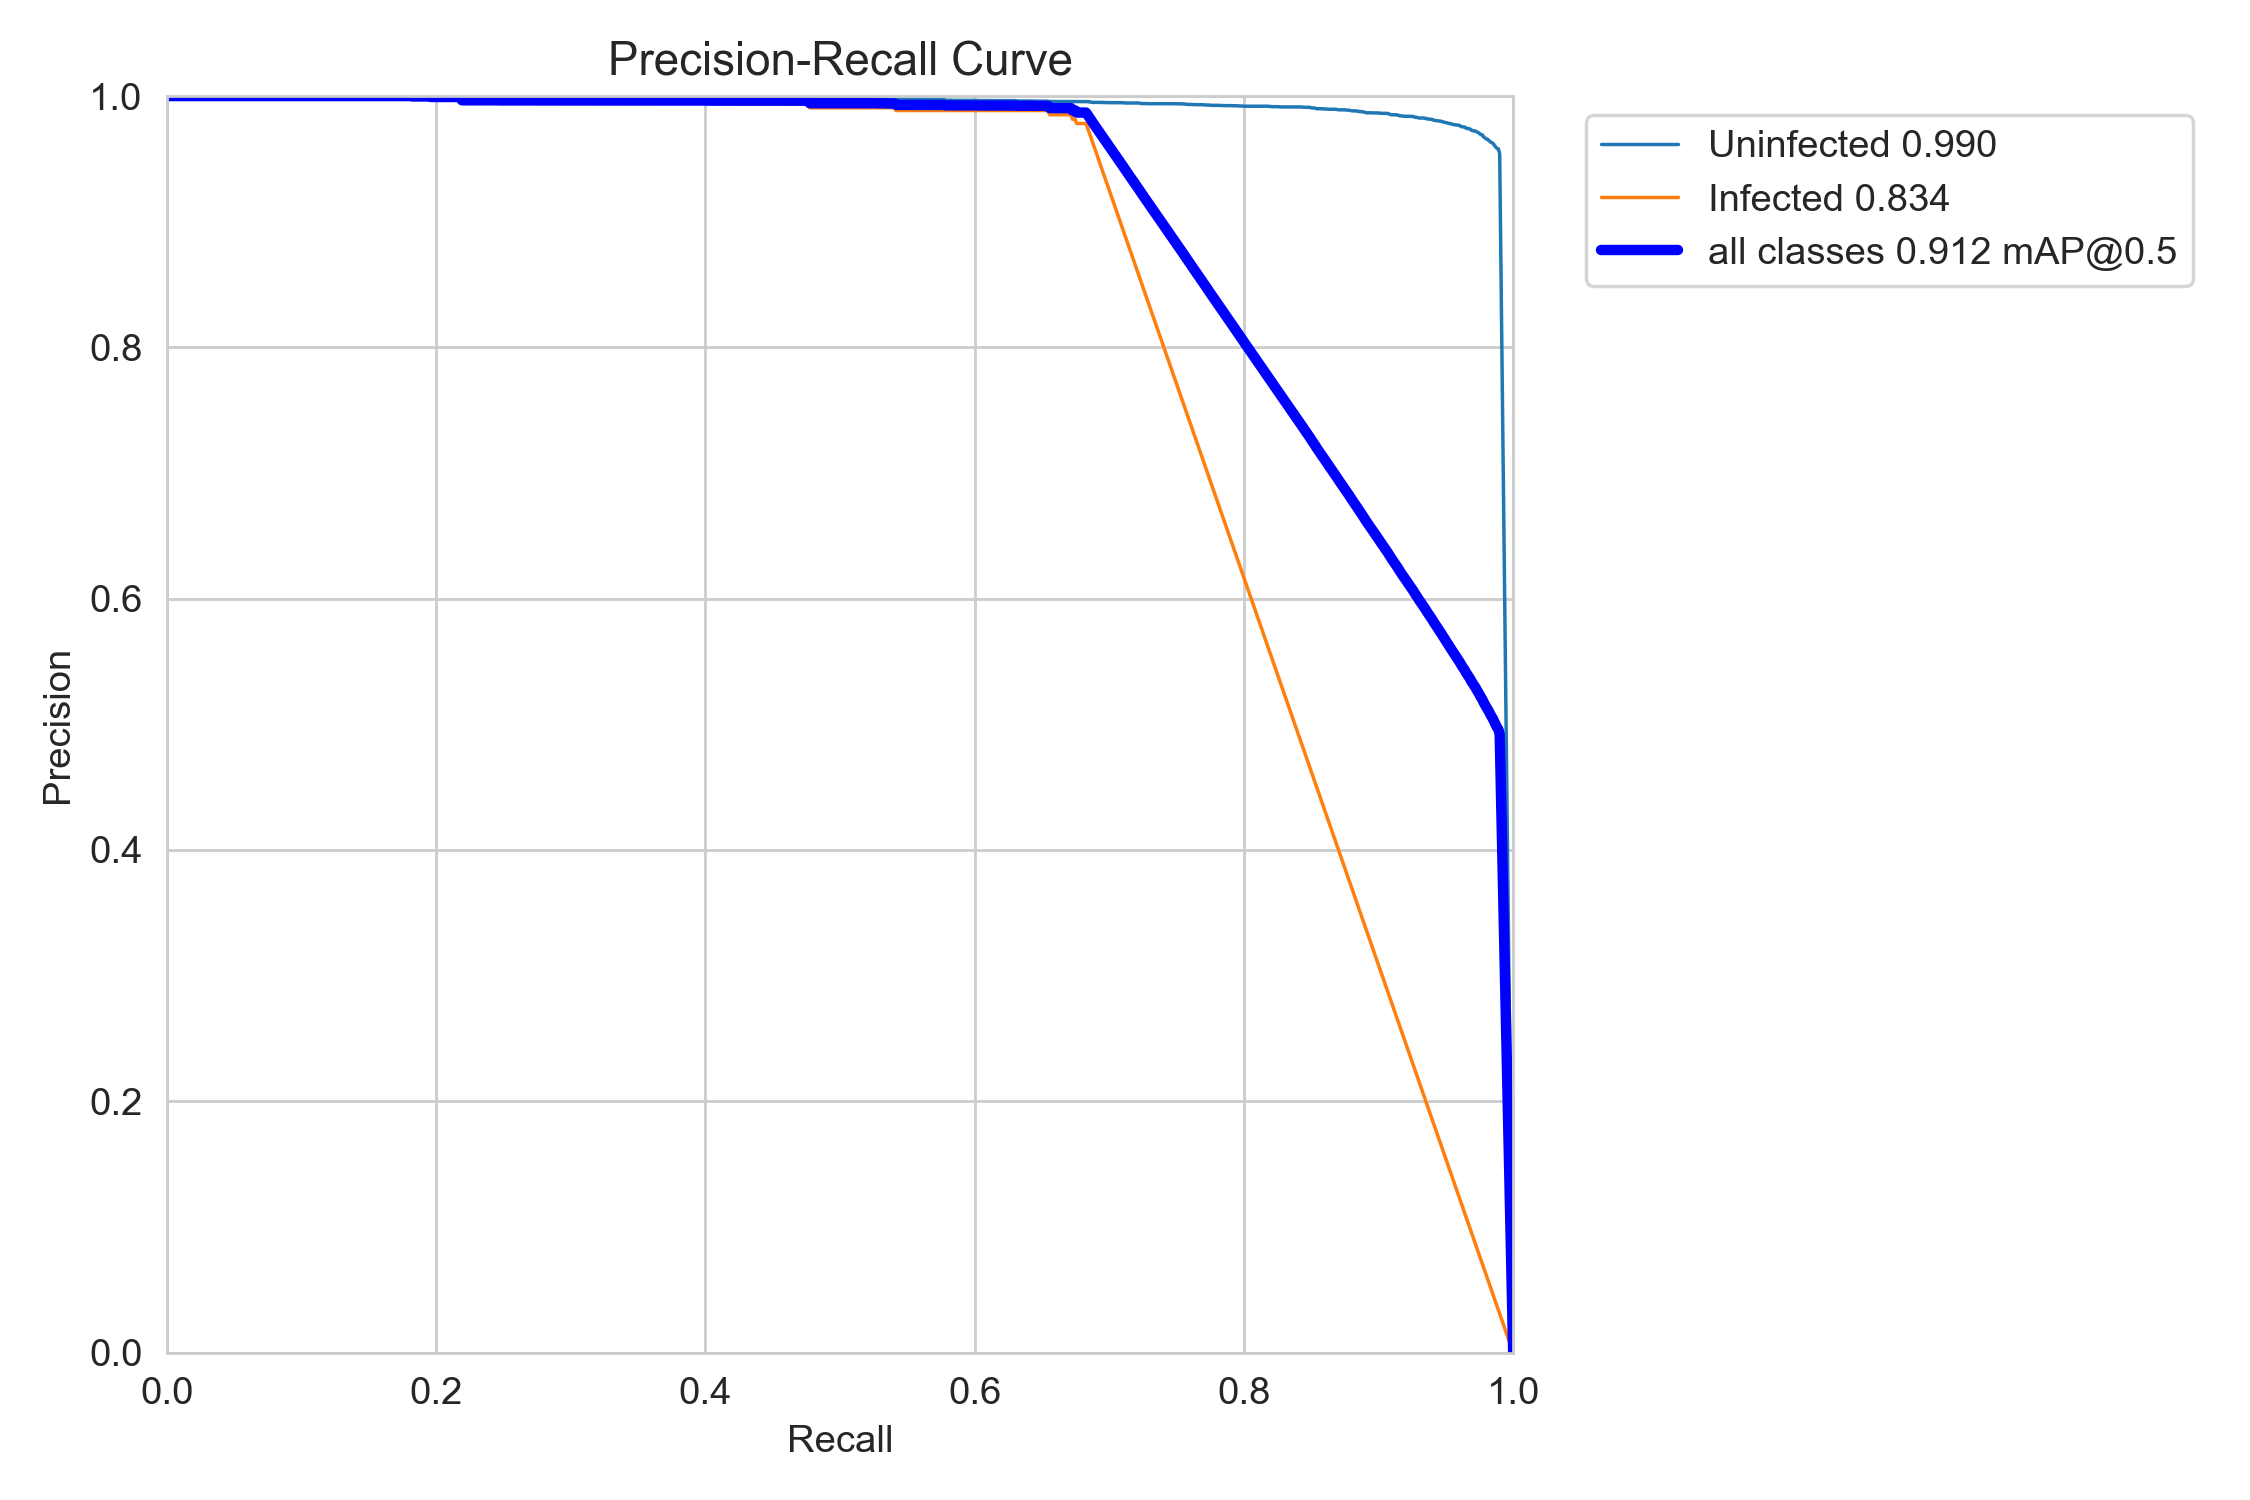 Precision-Recall Curve
1.0
0.8
0.6
0.4
0.2
0.0
Precision
0.0 0.2 0.4 0.6 0.8 1.0
Recall
Uninfected 0.990
Infected 0.834
all classes 0.912 mAP@0.5